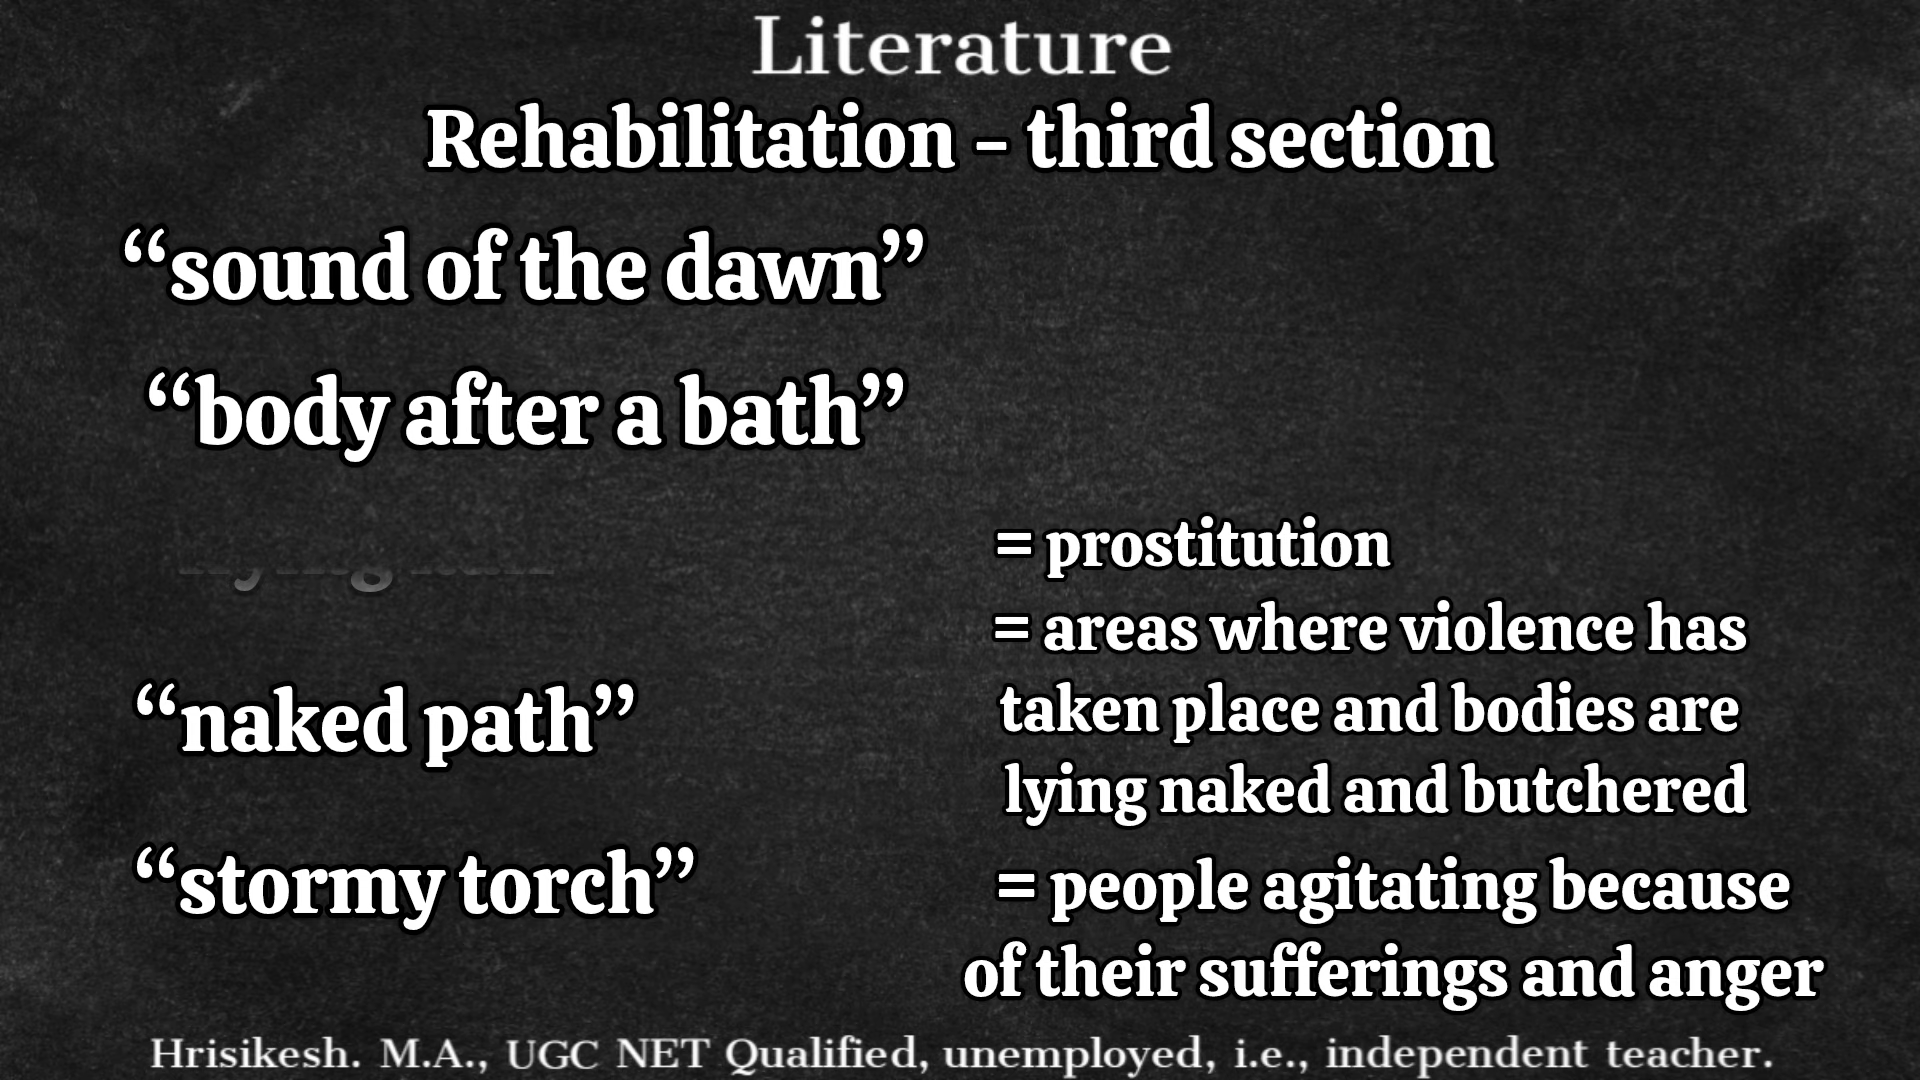 Literature
Rehabilitation – third section
“sound of the dawn”
“body after a bath”
= prostitution
= areas where violence has
taken place and bodies are
lying naked and butchered
“naked path”
“stormy torch”
= people agitating because
of their sufferings and anger
Hrisikesh. M.A., UGC NET Qualified, unemployed, i.e., independent teacher.